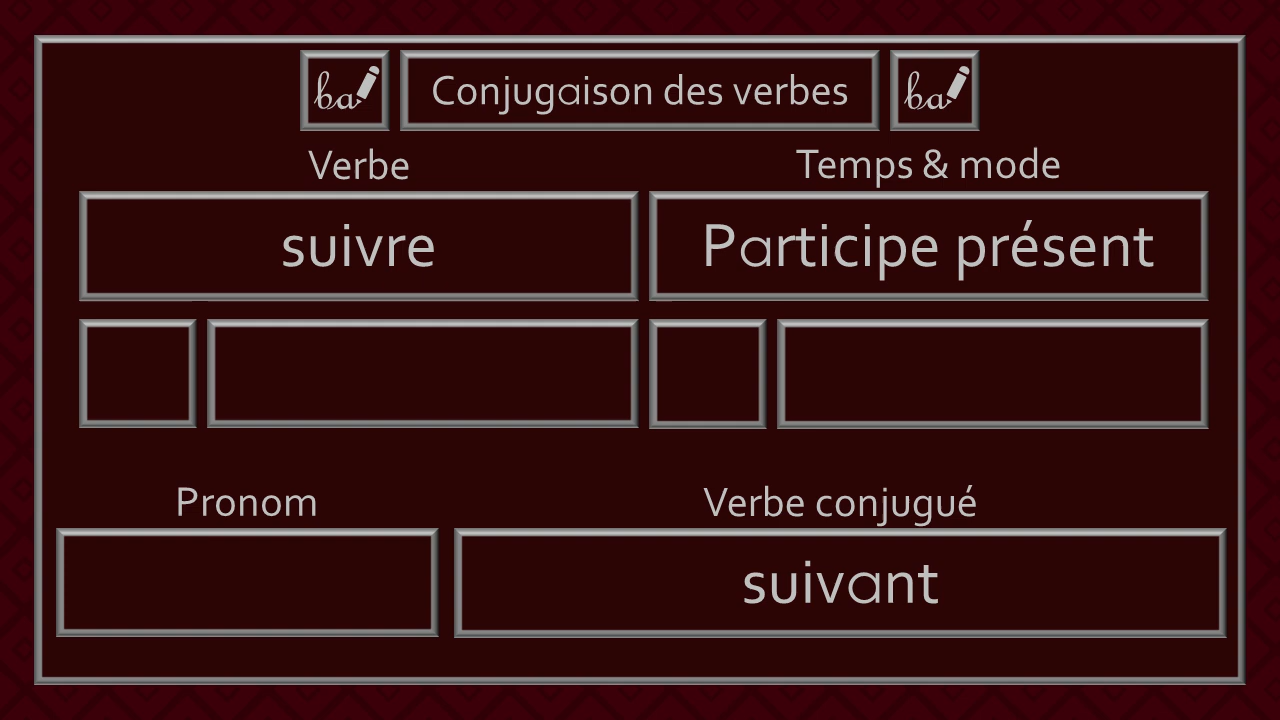 ba Conjugaison des verbes ba
Verbe Temps & mode
suivre Participe présent
Pronom Verbe conjugué
suivant